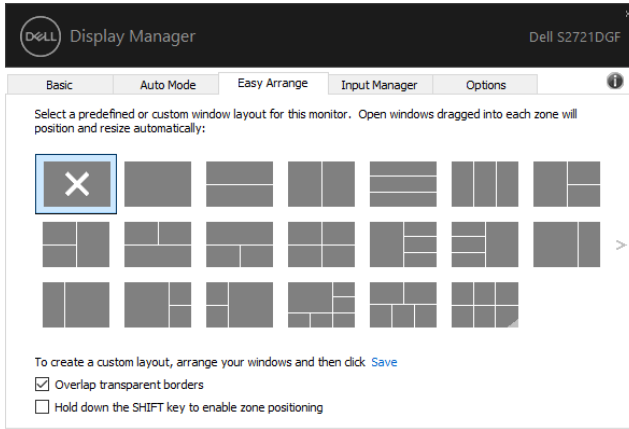 DELL Display Manager Dell S2721DGF
Basic Auto Mode Easy Arrange Input Manager Options
Select a predefined or custom window layout for this monitor. Open windows dragged into each zone will
position and resize automatically:
To create a custom layout, arrange your windows and then click Save
Overlap transparent borders
Hold down the SHIFT key to enable zone positioning